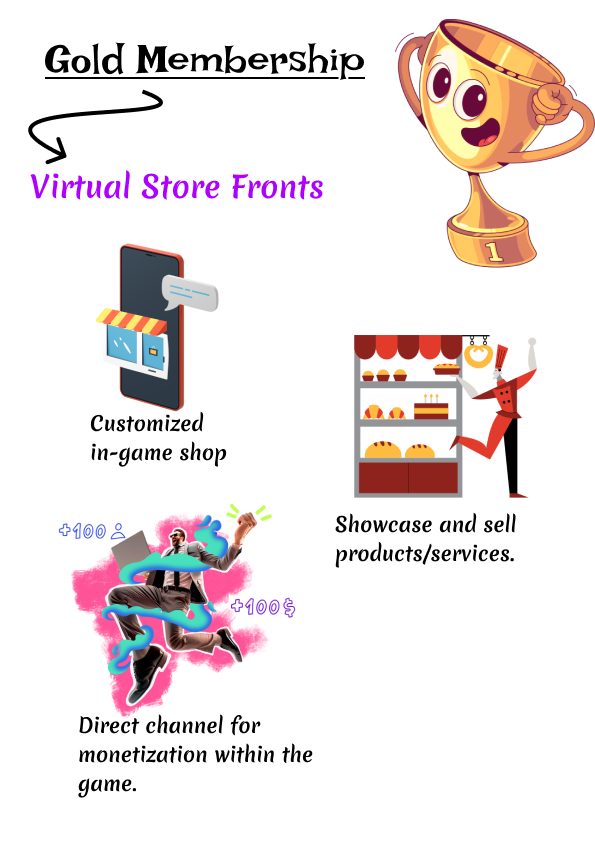 Gold Membership
Virtual Store Fronts
1
Customized
in-game shop
Showcase and sell
products/services.
+100
+100$
Direct channel for
monetization within the
game.